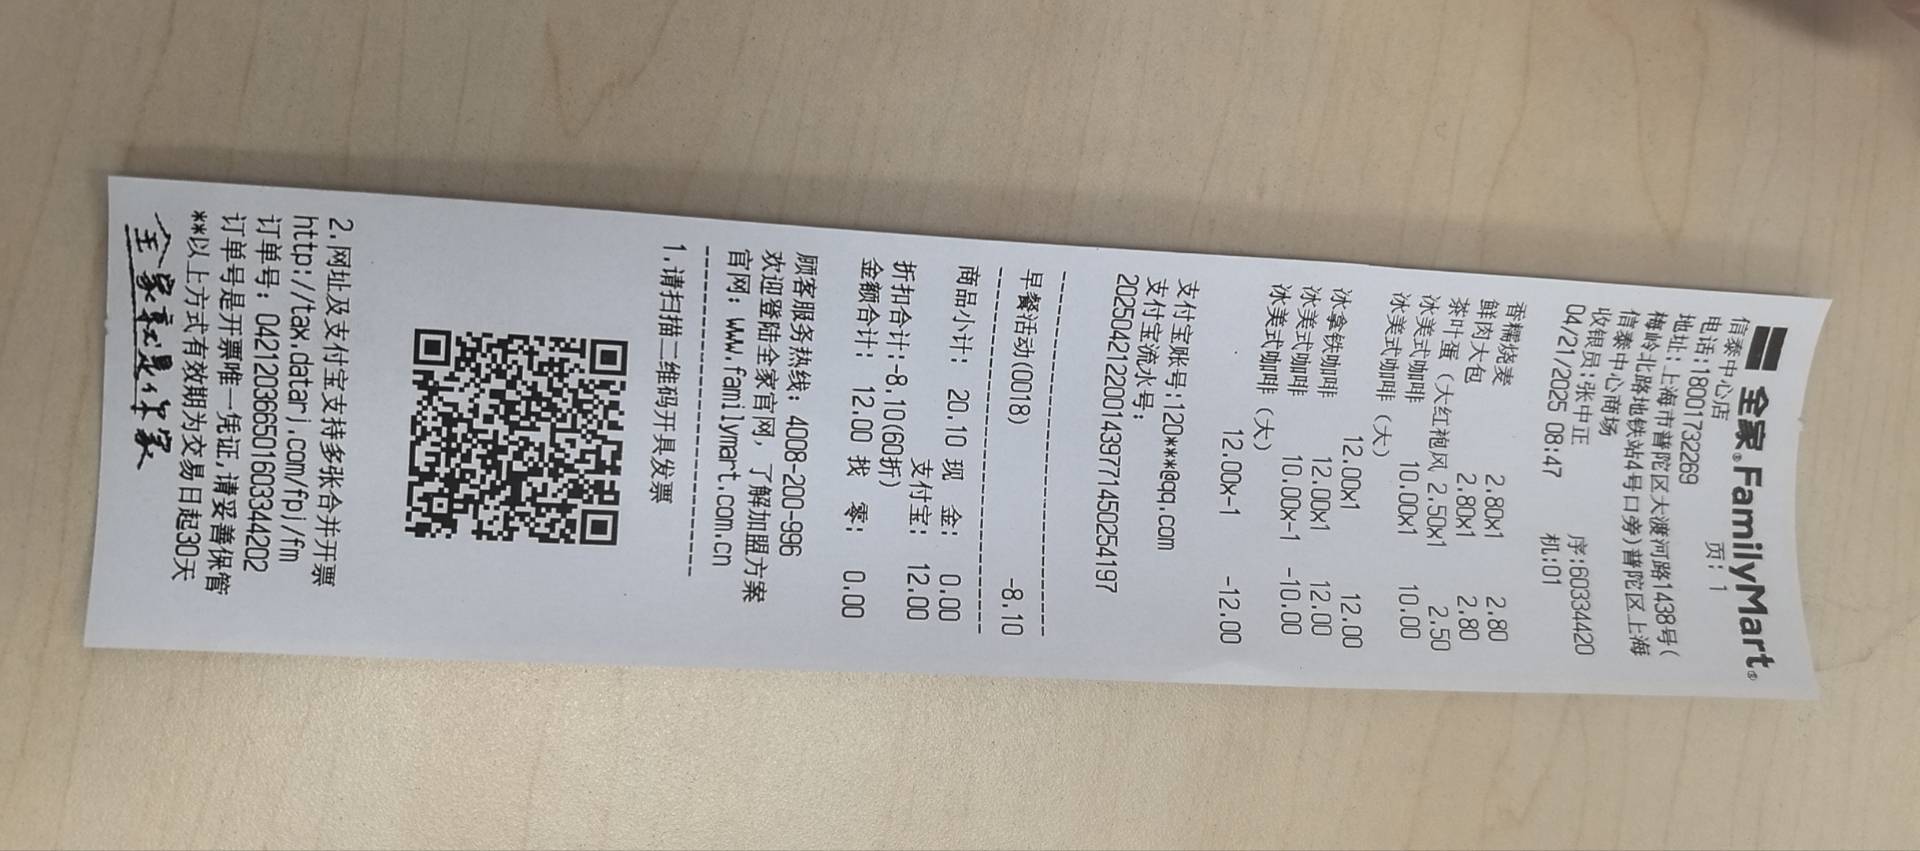 全家®FamilyMart®
信泰中心店 页: 1
电话:18001732269
地址:上海市普陀区大渡河路1438号(
梅岭北路地铁站4号口旁)普陀区上海
信泰中心商场
收银员:张中正 序:60334420
04/21/2025 08:47 机:01
香糯烧麦 2.80x1 2.80
鲜肉大包 2.80x1 2.80
茶叶蛋(大红袍风 2.50x1 2.50
冰美式咖啡(大)
10.00x1 10.00
冰美式咖啡
冰拿铁咖啡 12.00x1 12.00
冰美式咖啡 12.00x1 12.00
冰美式咖啡(大)
10.00x-1 -10.00
冰美式咖啡
12.00x-1 -12.00
支付宝账号:120***@qq.com
支付宝流水号:
2025042122001439771450254197
早餐活动(0018) -8.10
商品小计: 20.10 现 金: 0.00
支付宝: 12.00
折扣合计:-8.10(60折)
金额合计: 12.00 找 零: 0.00
顾客服务热线: 4008-200-996
欢迎登陆全家官网, 了解加盟方案
官网: www.familymart.com.cn
1.请扫描二维码开具发票
2.网址及支付宝支持多张合并开票
http://tax.datarj.com/fpj/fm
订单号: 04212036650160334420​2
订单号是开票唯一凭证,请妥善保管
**以上方式有效期为交易日起30天
全家就是你家